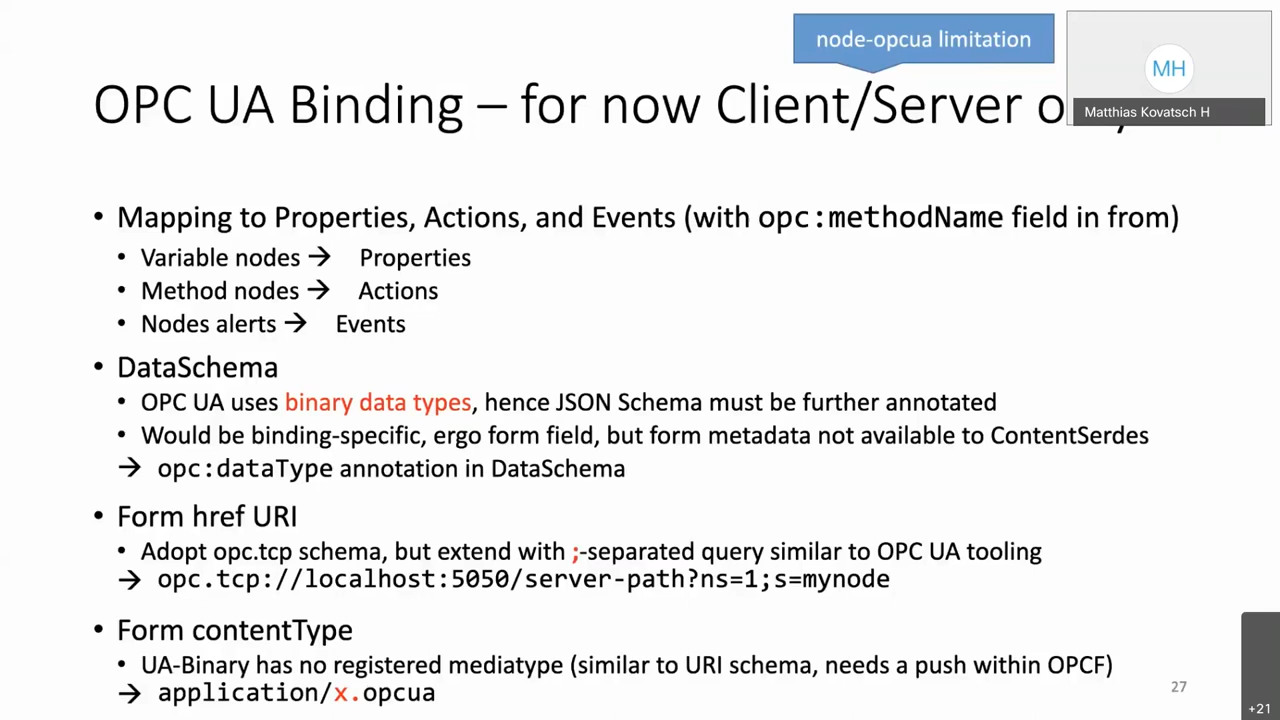 node-opcua limitation
MH
Matthias Kovatsch H
OPC UA Binding – for now Client/Server
• Mapping to Properties, Actions, and Events (with opc:methodName field in from)
• Variable nodes → Properties
• Method nodes → Actions
• Nodes alerts → Events
• DataSchema
• OPC UA uses binary data types, hence JSON Schema must be further annotated
• Would be binding-specific, ergo form field, but form metadata not available to ContentSerdes
→ opc:dataType annotation in DataSchema
• Form href URI
• Adopt opc.tcp schema, but extend with ;-separated query similar to OPC UA tooling
→ opc.tcp://localhost:5050/server-path?ns=1;s=mynode
• Form contentType
• UA-Binary has no registered mediatype (similar to URI schema, needs a push within OPCF)
→ application/x.opcua
27
+21